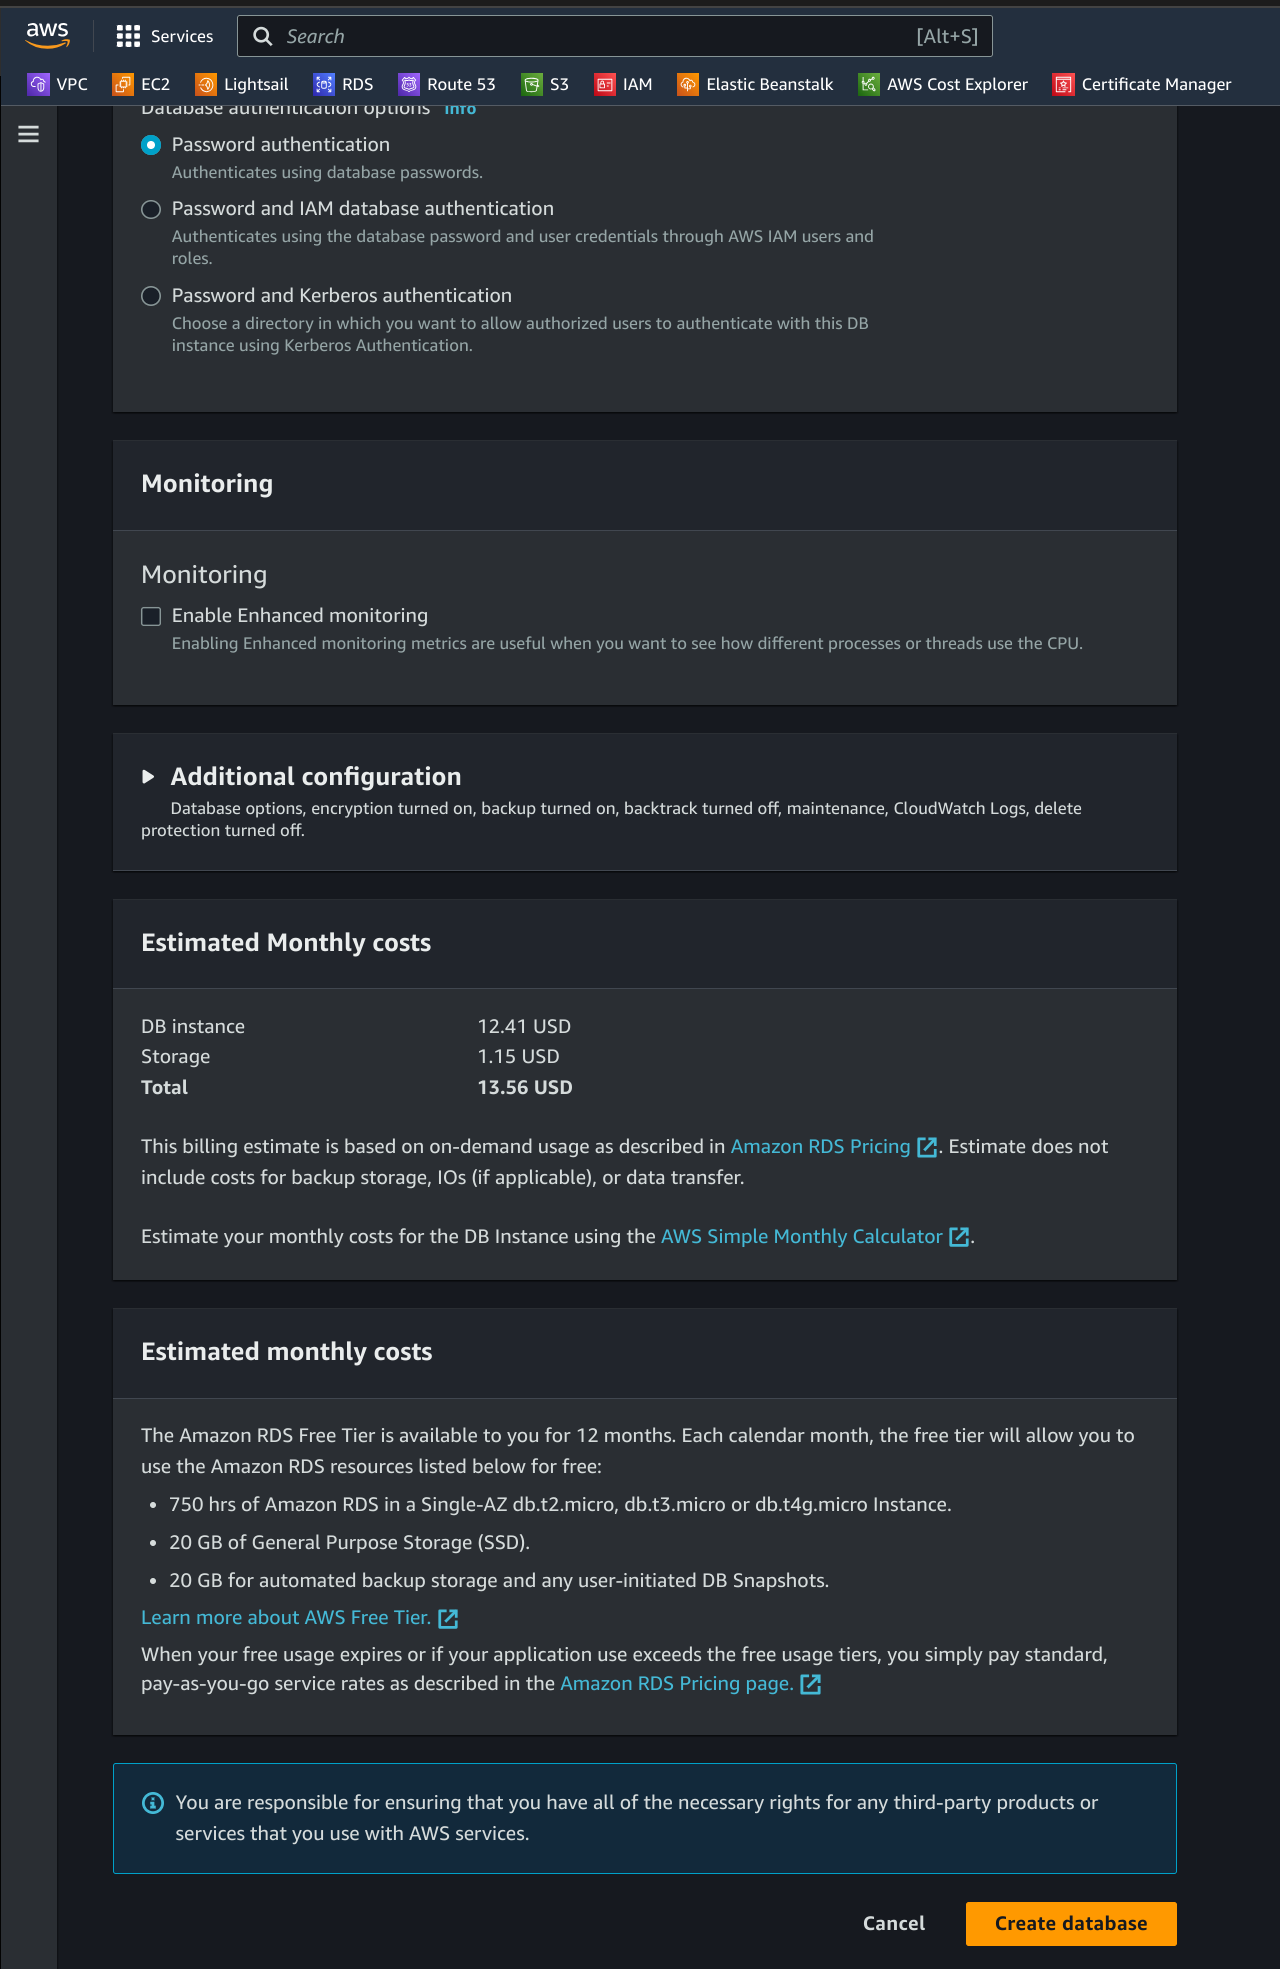 aws
Services
Search
[Alt+S]
VPC
EC2
Lightsail
RDS
Route 53
S3
IAM
Elastic Beanstalk
AWS Cost Explorer
Certificate Manager
Database authentication options Info
Password authentication
Authenticates using database passwords.
Password and IAM database authentication
Authenticates using the database password and user credentials through AWS IAM users and
roles.
Password and Kerberos authentication
Choose a directory in which you want to allow authorized users to authenticate with this DB
instance using Kerberos Authentication.
Monitoring
Monitoring
Enable Enhanced monitoring
Enabling Enhanced monitoring metrics are useful when you want to see how different processes or threads use the CPU.
Additional configuration
Database options, encryption turned on, backup turned on, backtrack turned off, maintenance, CloudWatch Logs, delete
protection turned off.
Estimated Monthly costs
DB instance 12.41 USD
Storage 1.15 USD
Total 13.56 USD
This billing estimate is based on on-demand usage as described in Amazon RDS Pricing. Estimate does not
include costs for backup storage, IOs (if applicable), or data transfer.
Estimate your monthly costs for the DB Instance using the AWS Simple Monthly Calculator.
Estimated monthly costs
The Amazon RDS Free Tier is available to you for 12 months. Each calendar month, the free tier will allow you to
use the Amazon RDS resources listed below for free:
• 750 hrs of Amazon RDS in a Single-AZ db.t2.micro, db.t3.micro or db.t4g.micro Instance.
• 20 GB of General Purpose Storage (SSD).
• 20 GB for automated backup storage and any user-initiated DB Snapshots.
Learn more about AWS Free Tier.
When your free usage expires or if your application use exceeds the free usage tiers, you simply pay standard,
pay-as-you-go service rates as described in the Amazon RDS Pricing page.
You are responsible for ensuring that you have all of the necessary rights for any third-party products or
services that you use with AWS services.
Cancel
Create database